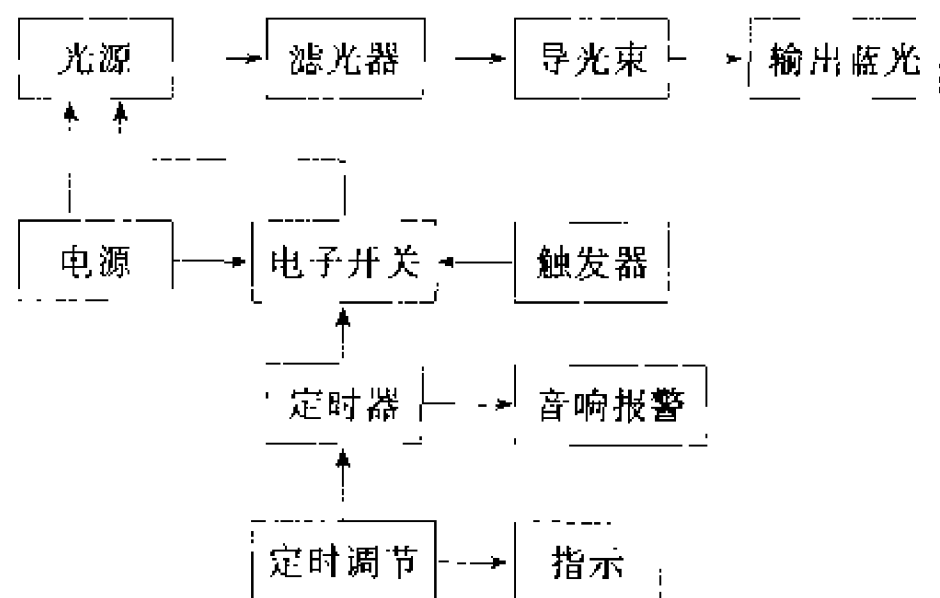 光源 滤光器 导光束 输出蓝光
电源 电子开关 触发器
定时器 音响报警
定时调节 指示